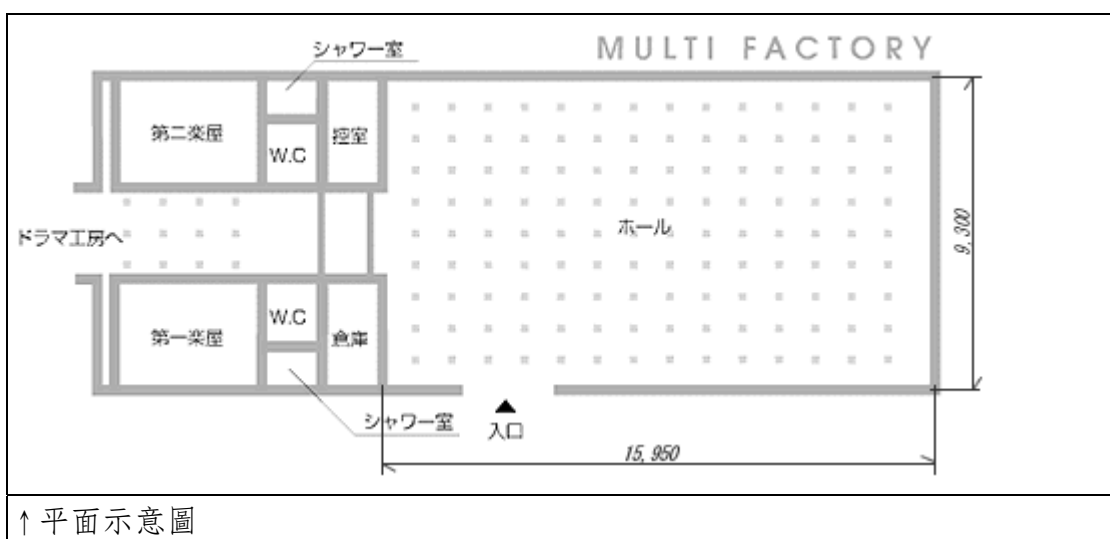 シャワー室
MULTI FACTORY
第二楽屋
W.C
控室
ホール
ドラマ工房へ
9,300
第一楽屋
W.C
倉庫
シャワー室
入口
15,950
↑平面示意圖